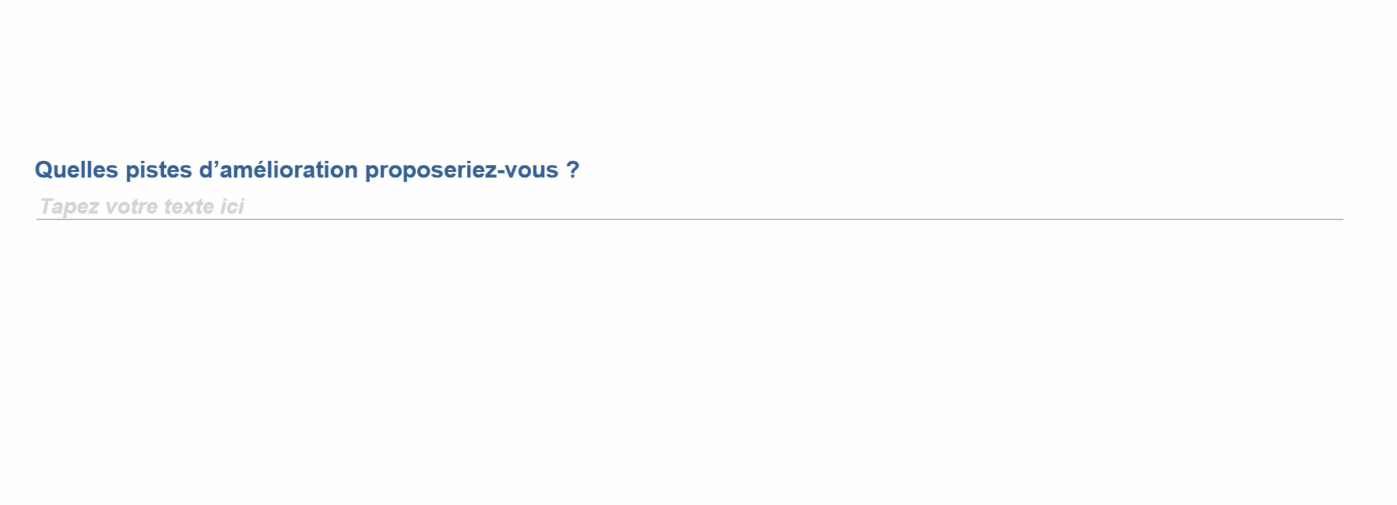 Quelles pistes d’amélioration proposeriez-vous ?
Tapez votre texte ici